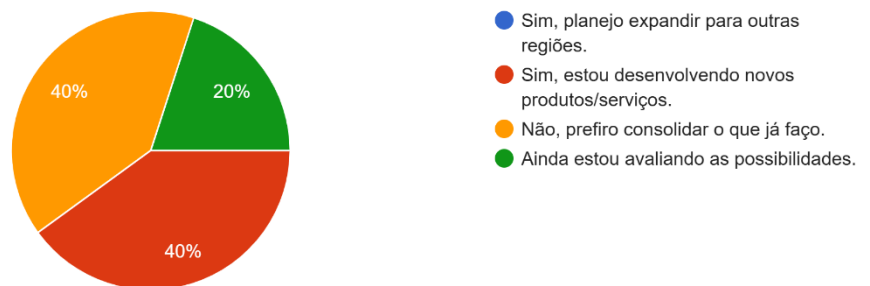 40%
20%
40%
Sim, planejo expandir para outras
regiões.
Sim, estou desenvolvendo novos
produtos/serviços.
Não, prefiro consolidar o que já faço.
Ainda estou avaliando as possibilidades.